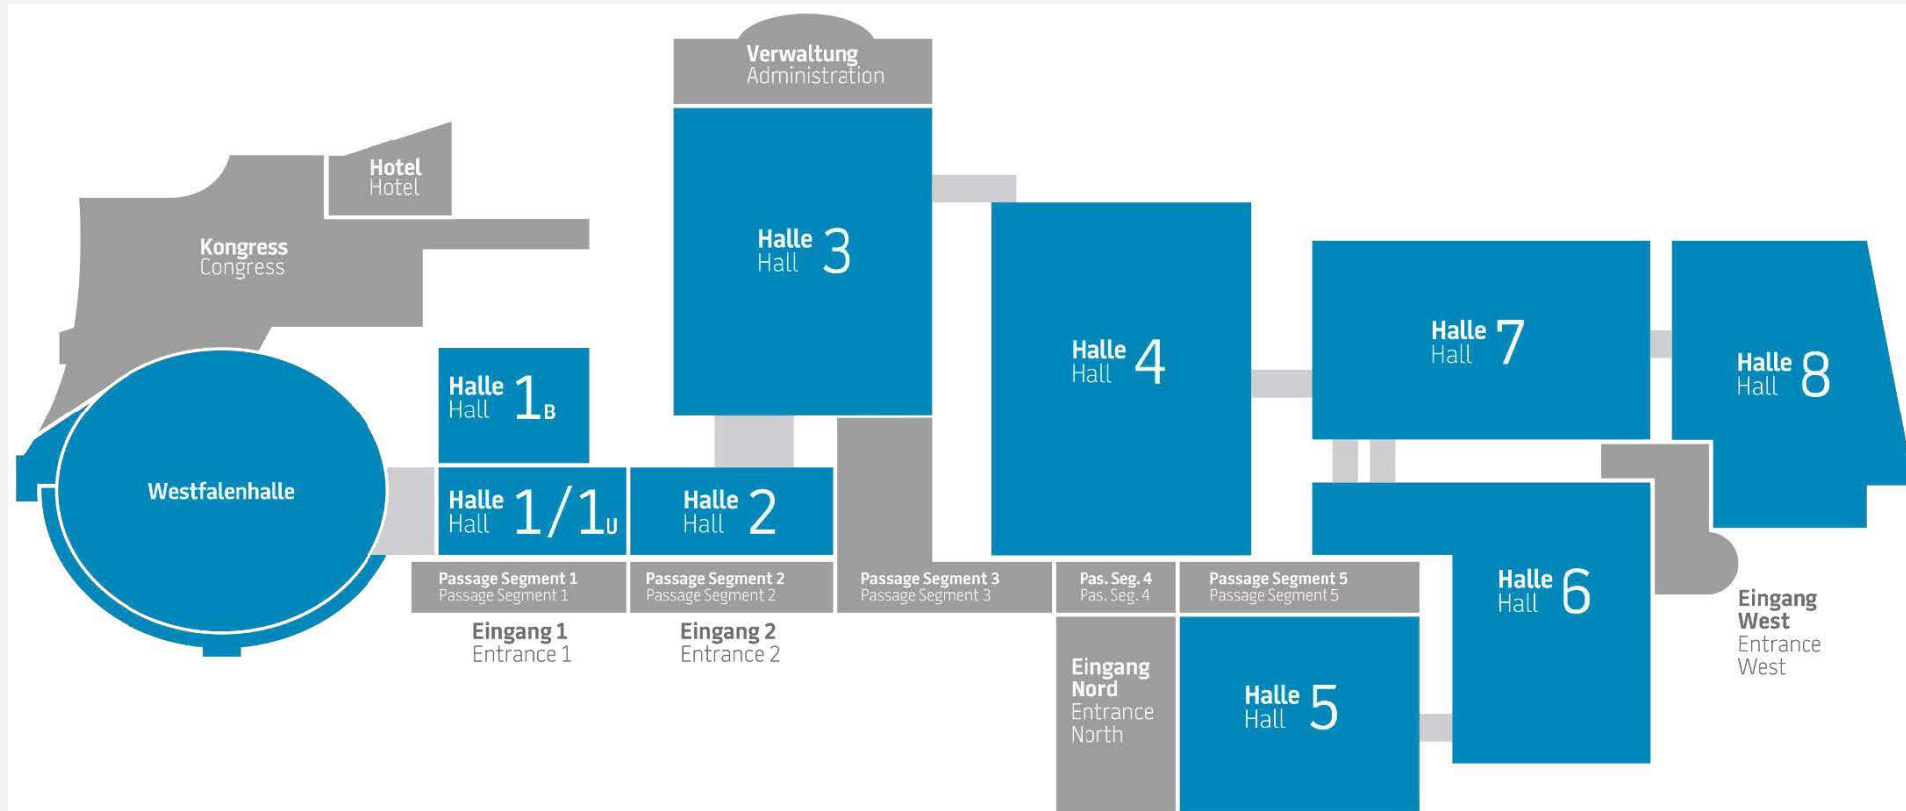 Verwaltung
Administration
Hotel
Hotel
Kongress
Congress
Halle 3
Hall
Halle 4
Hall
Halle 7
Hall
Halle 8
Hall
Halle 1B
Hall
Westfalenhalle
Halle 1/1U
Hall
Halle 2
Hall
Passage Segment 1
Passage Segment 1
Passage Segment 2
Passage Segment 2
Passage Segment 3
Passage Segment 3
Pas. Seg. 4
Pas. Seg. 4
Passage Segment 5
Passage Segment 5
Halle 6
Hall
Eingang 1
Entrance 1
Eingang 2
Entrance 2
Eingang
West
Entrance
West
Eingang
Nord
Entrance
North
Halle 5
Hall